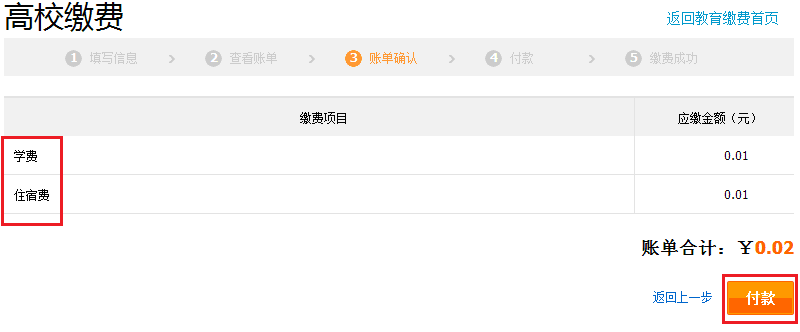 高校缴费
返回教育缴费首页
1 填写信息 > 2 查看账单 > 3 账单确认 > 4 付款 > 5 缴费成功
缴费项目 应缴金额（元）
学费 0.01
住宿费 0.01
账单合计：￥0.02
返回上一步 付款